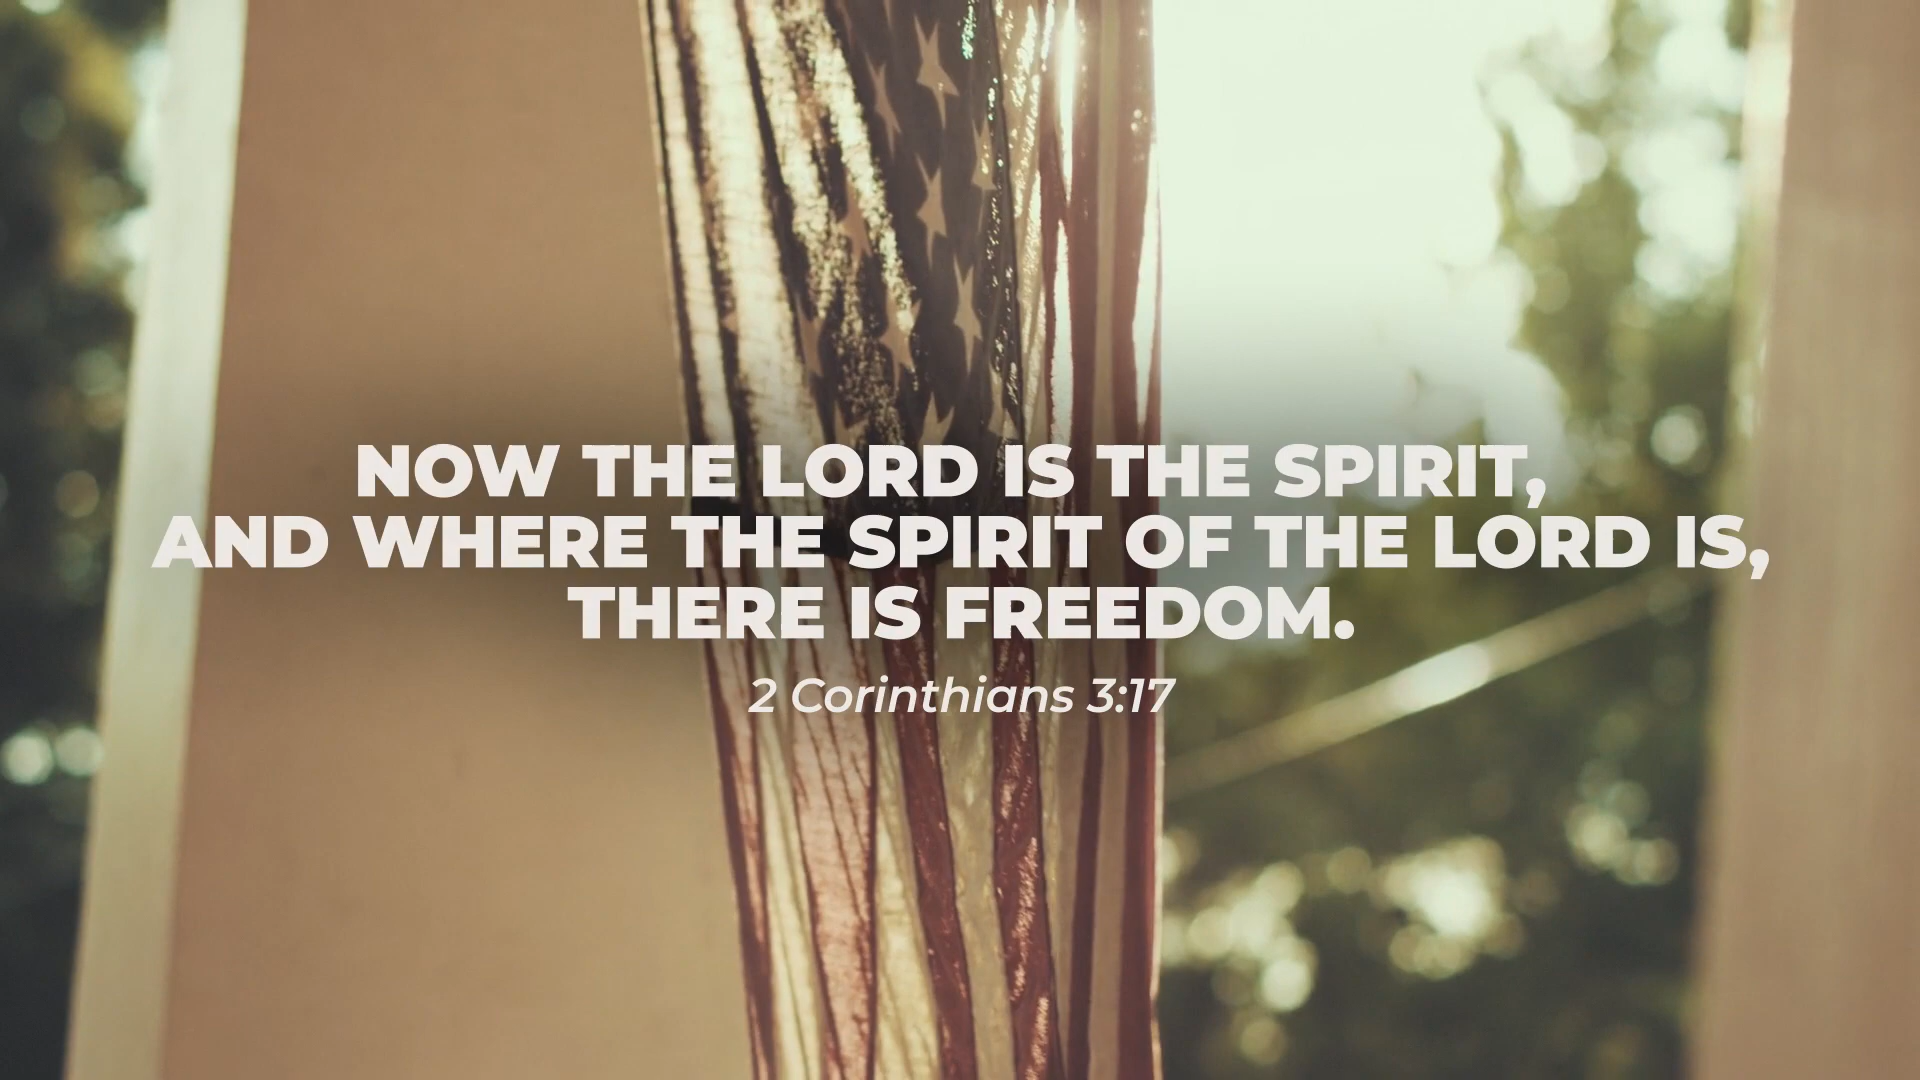 NOW THE LORD IS THE SPIRIT,
AND WHERE THE SPIRIT OF THE LORD IS,
THERE IS FREEDOM.
2 Corinthians 3:17